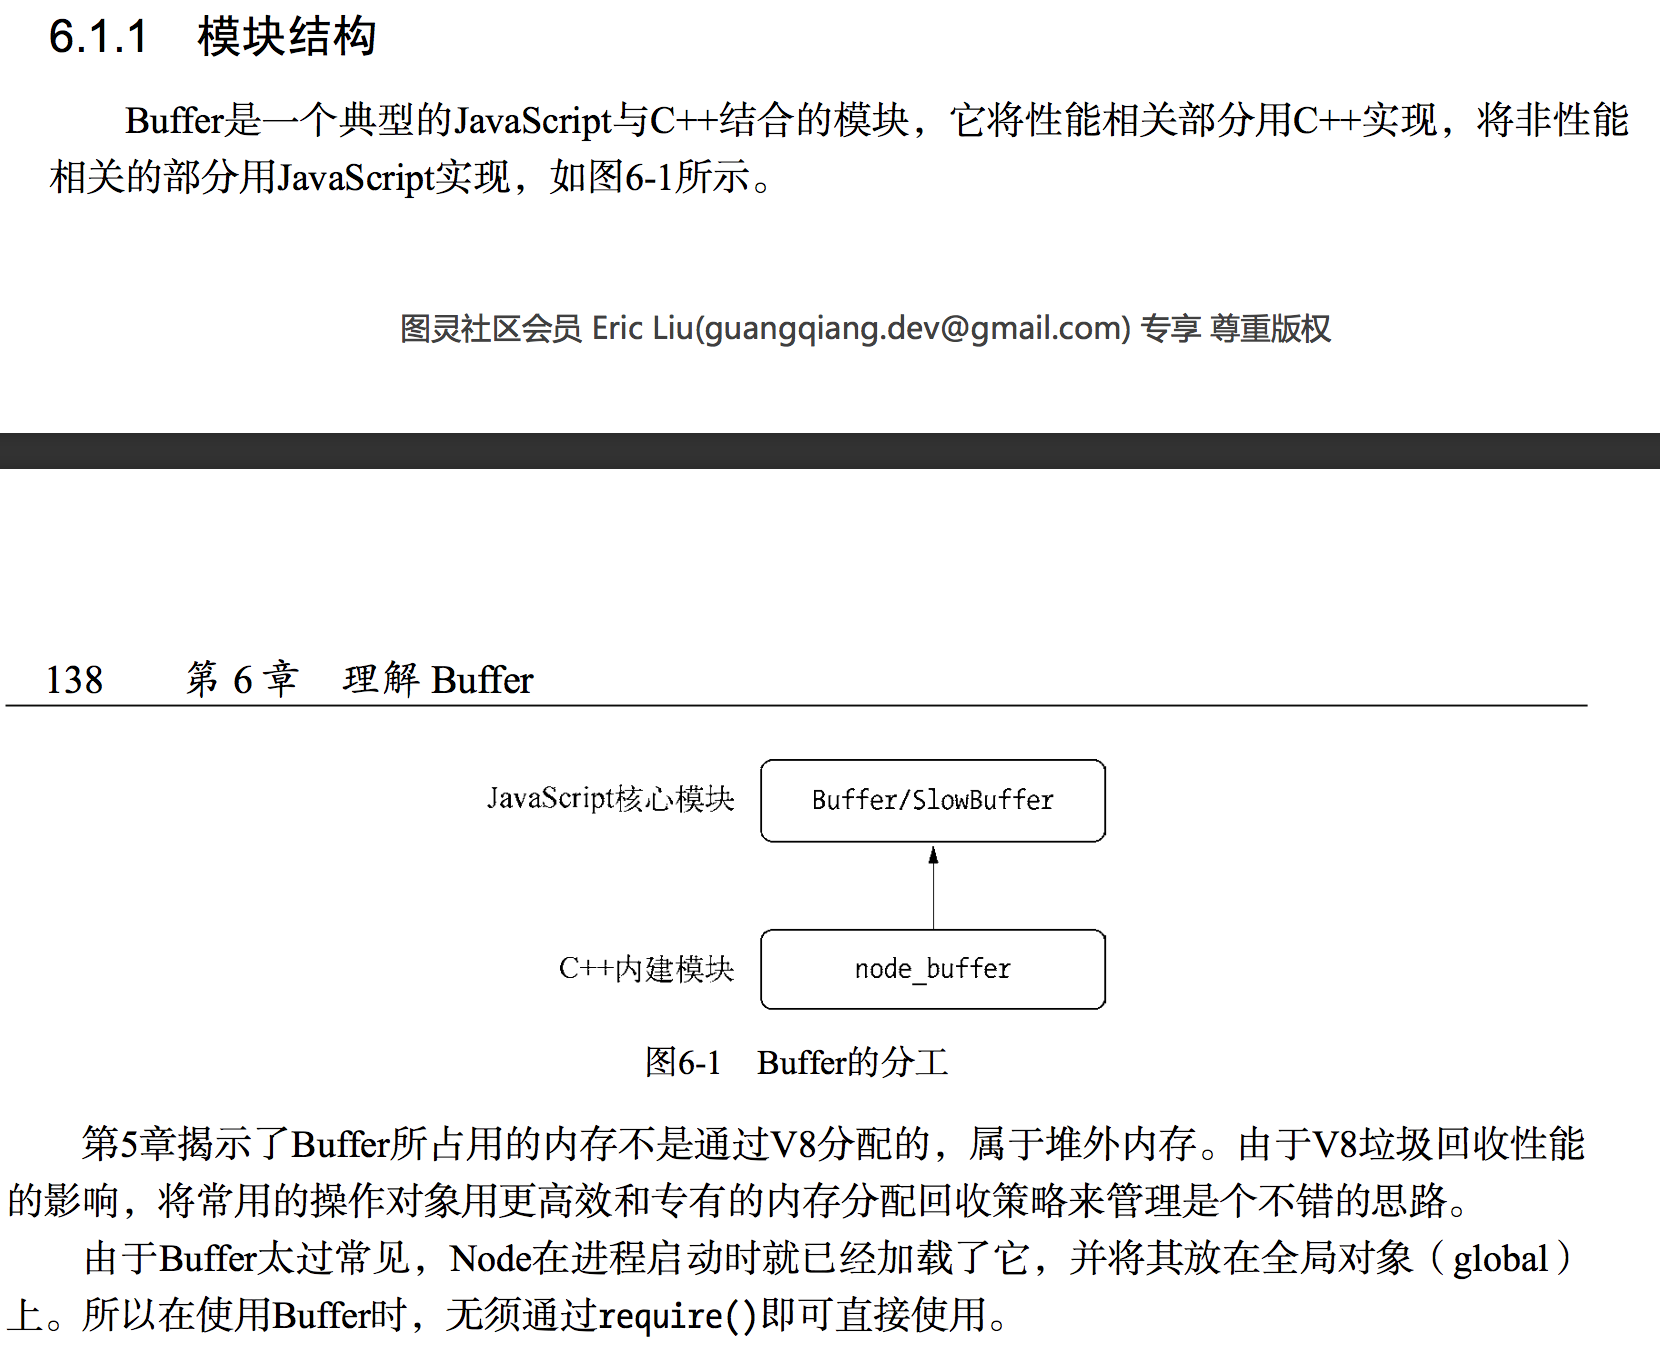 6.1.1 模块结构
Buffer是一个典型的JavaScript与C++结合的模块，它将性能相关部分用C++实现，将非性能
相关的部分用JavaScript实现，如图6-1所示。
图灵社区会员 Eric Liu(guangqiang.dev@gmail.com) 专享 尊重版权
138 第 6 章 理解 Buffer
JavaScript核心模块 Buffer/SlowBuffer
C++内建模块 node_buffer
图6-1 Buffer的分工
第5章揭示了Buffer所占用的内存不是通过V8分配的，属于堆外内存。由于V8垃圾回收性能
的影响，将常用的操作对象用更高效和专有的内存分配回收策略来管理是个不错的思路。
由于Buffer太过常见，Node在进程启动时就已经加载了它，并将其放在全局对象（global）
上。所以在使用Buffer时，无须通过require()即可直接使用。